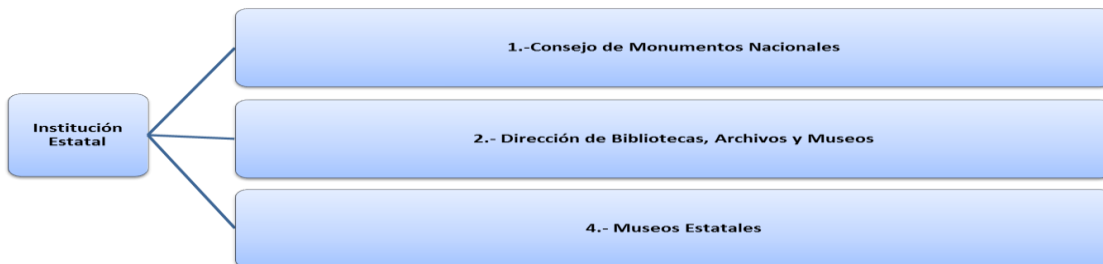 Institución
Estatal
1.-Consejo de Monumentos Nacionales
2.- Dirección de Bibliotecas, Archivos y Museos
4.- Museos Estatales